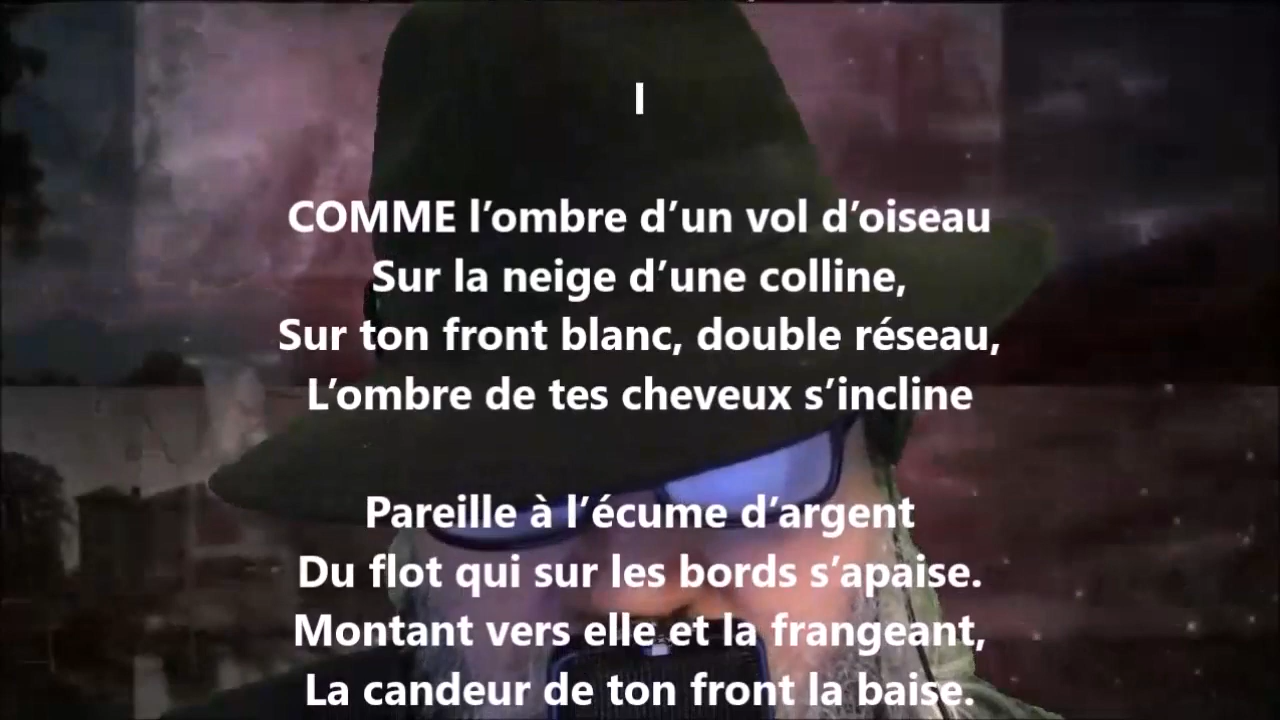 I
COMME l’ombre d’un vol d’oiseau
Sur la neige d’une colline,
Sur ton front blanc, double réseau,
L’ombre de tes cheveux s’incline
Pareille à l’écume d’argent
Du flot qui sur les bords s’apaise.
Montant vers elle et la frangeant,
La candeur de ton front la baise.